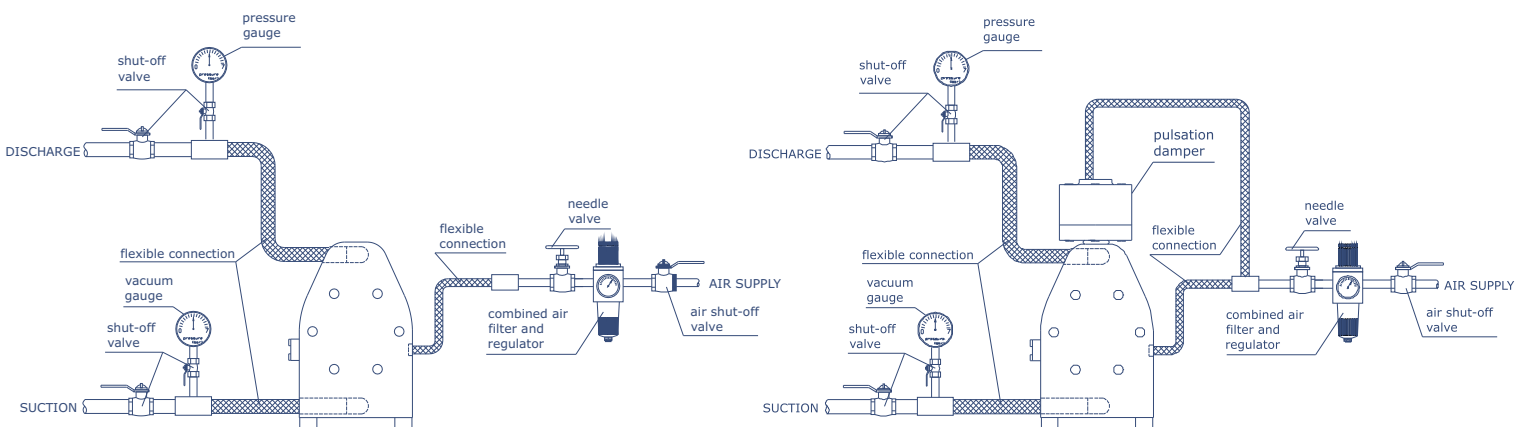 pressure
gauge
shut-off
valve
DISCHARGE
needle
valve
flexible
connection
flexible connection
AIR SUPPLY
vacuum
gauge
combined air
filter and
regulator
air shut-off
valve
shut-off
valve
SUCTION
pressure
gauge
shut-off
valve
DISCHARGE
pulsation
damper
needle
valve
flexible
connection
flexible connection
AIR SUPPLY
vacuum
gauge
combined air
filter and
regulator
air shut-off
valve
shut-off
valve
SUCTION